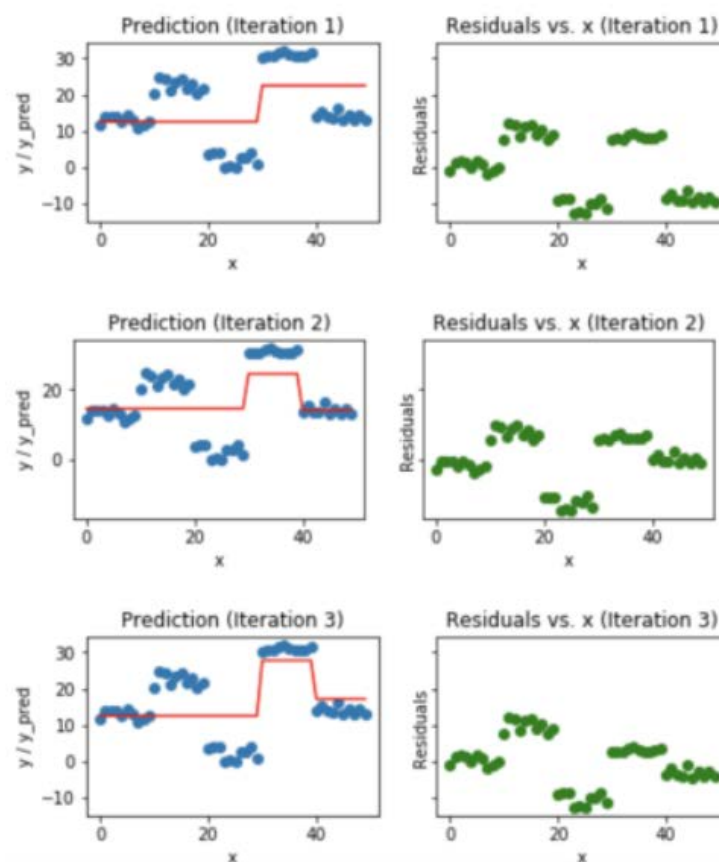 Prediction (Iteration 1)
Residuals vs. x (Iteration 1)
y / y_pred
30
20
10
0
−10
0
20
40
x
Residuals
0
20
40
x
Prediction (Iteration 2)
Residuals vs. x (Iteration 2)
y / y_pred
20
0
0
20
40
x
Residuals
0
20
40
x
Prediction (Iteration 3)
Residuals vs. x (Iteration 3)
y / y_pred
30
20
10
0
−10
0
20
40
x
Residuals
0
20
40
x